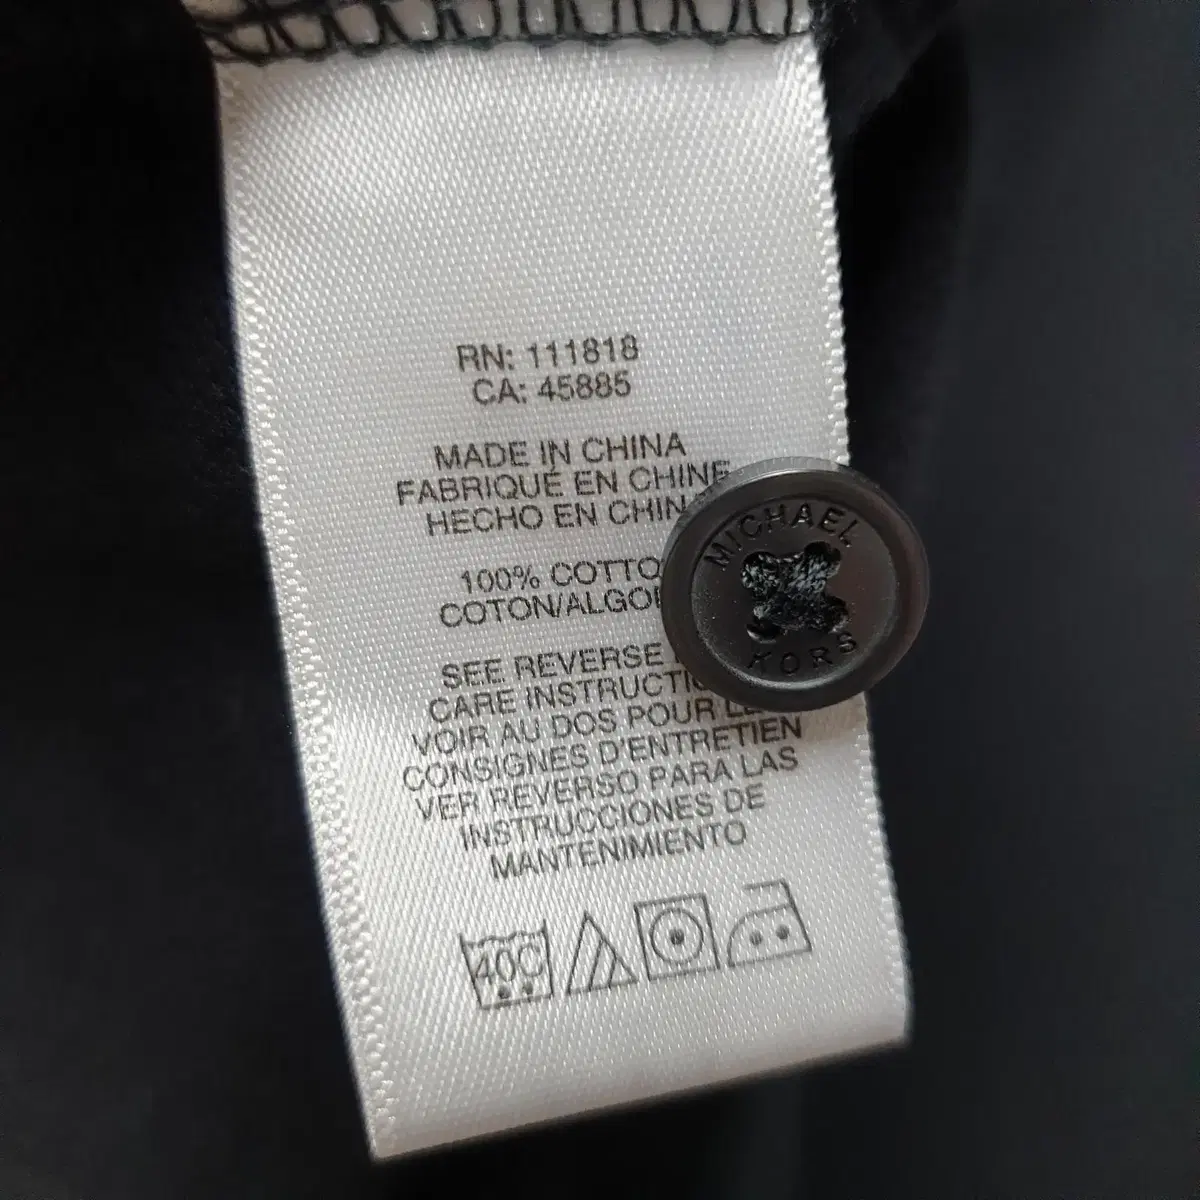 RN: 111818
CA: 45885
MADE IN CHINA
FABRIQUÉ EN CHINE
HECHO EN CHIN
100% COTTO
COTON/ALGO
SEE REVERSE
CARE INSTRUCTIO
VOIR AU DOS POUR LE
CONSIGNES D'ENTRETIEN
VER REVERSO PARA LAS
INSTRUCCIONES DE
MANTENIMIENTO
40C
MICHAEL
KORS